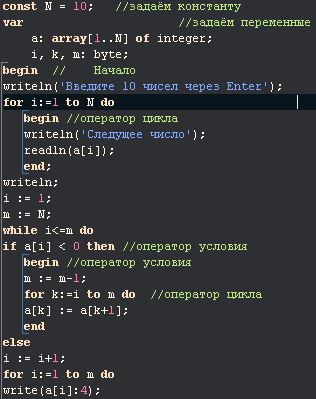 const N = 10;   //задаём константу
var                      //задаём переменные
    a: array[1..N] of integer;
    i, k, m: byte;
begin  //    Начало
writeln('Введите 10 чисел через Enter');
for i:=1 to N do
   begin //оператор цикла
   writeln('Следущее число');
   readln(a[i]);
   end;
writeln;
i := 1;
m := N;
while i<=m do
if a[i] < 0 then //оператор условия
   begin //оператор условия
   m := m-1;
   for k:=i to m do  //оператор цикла
   a[k] := a[k+1];
   end
else
i := i+1;
for i:=1 to m do
write(a[i]:4);